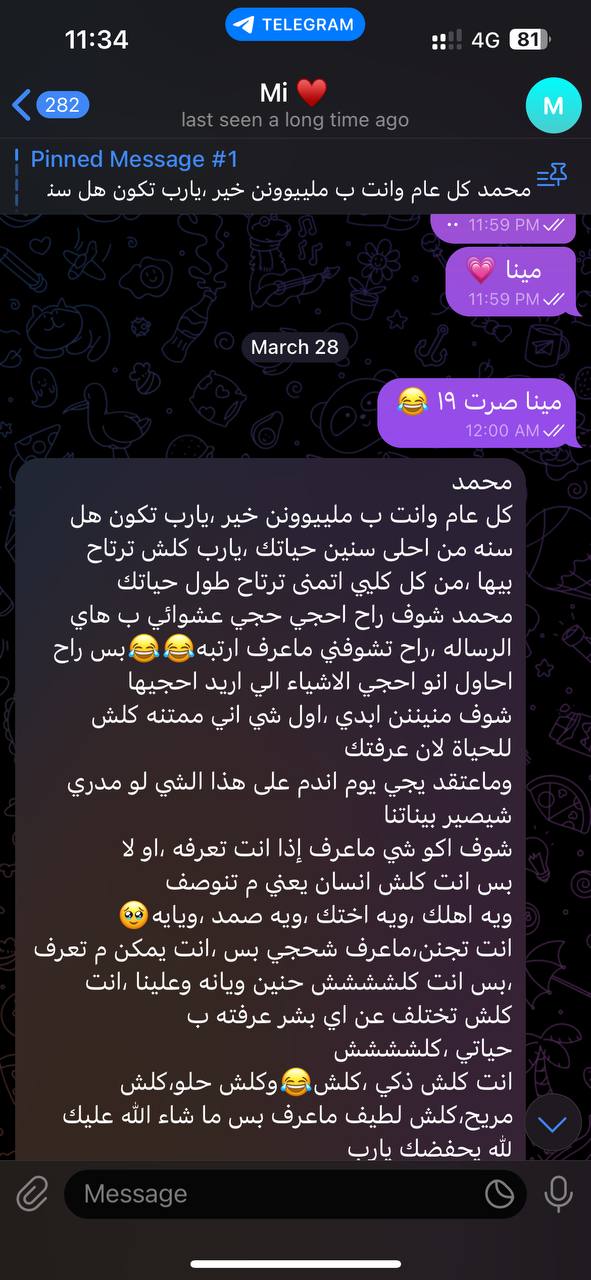 11:34
TELEGRAM
4G
81
282
Mi ♥️
last seen a long time ago
M
Pinned Message #1
محمد كل عام وانت ب ملييوونن خير ،يارب تكون هل سن
11:59 PM
مينا 💗
11:59 PM
March 28
مينا صرت ١٩ 😂
12:00 AM
محمد
كل عام وانت ب ملييوونن خير ،يارب تكون هل
سنه من احلى سنين حياتك ،يارب كلش ترتاح
بيها ،من كل كليي اتمنى ترتاح طول حياتك
محمد شوف راح احجي حجي عشوائي ب هاي
الرساله ،راح تشوفني ماعرف ارتبه😂😂بس راح
احاول انو احجي الاشياء الي اريد احجيها
شوف منيننن ابدي ،اول شي اني ممتنه كلش
للحياة لان عرفتك
وماعتقد يجي يوم اندم على هذا الشي لو مدري
شيصير بيناتنا
شوف اكو شي ماعرف إذا انت تعرفه ،او لا
بس انت كلش انسان يعني م تنوصف
ويه اهلك ،ويه اختك ،ويه صمد ،ويايه🥹
انت تجنن،ماعرف شحجي بس ،انت يمكن م تعرف
،بس انت كلشششش حنين ويانه وعلينا ،انت
كلش تختلف عن اي بشر عرفته ب
حياتي ،كلشششش
انت كلش ذكي ،كلش😂وكلش حلو،كلش
مريح،كلش لطيف ماعرف بس ما شاء الله عليك
لله يحفضك يارب
Message